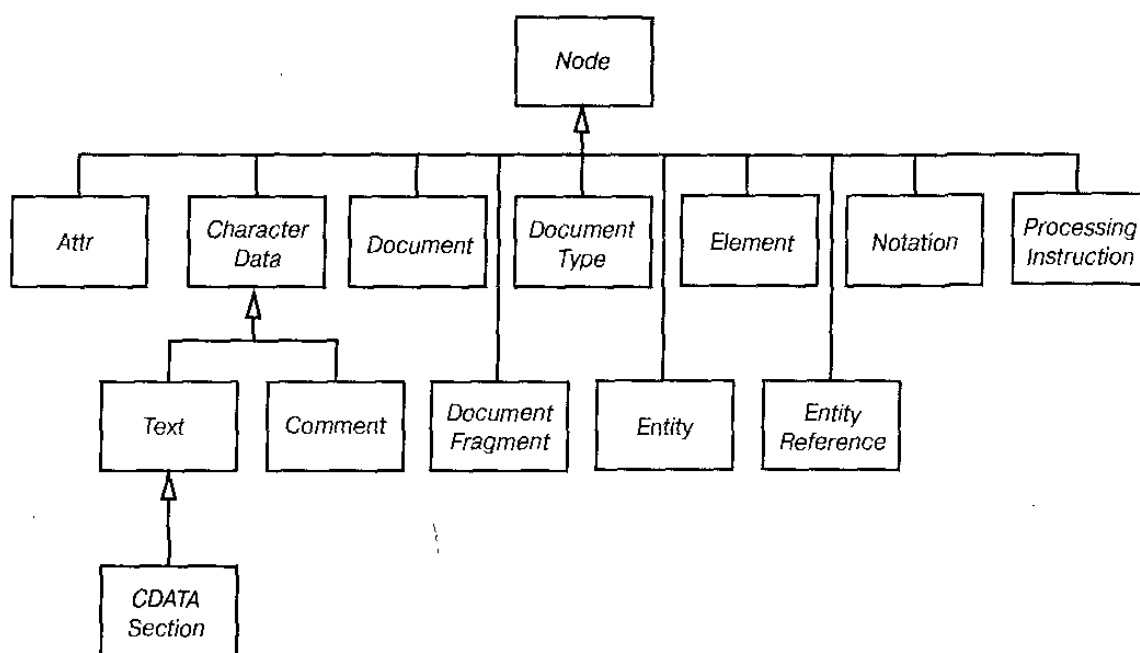 Node
Attr
Character
Data
Document
Document
Type
Element
Notation
Processing
Instruction
Text
Comment
Document
Fragment
Entity
Entity
Reference
CDATA
Section